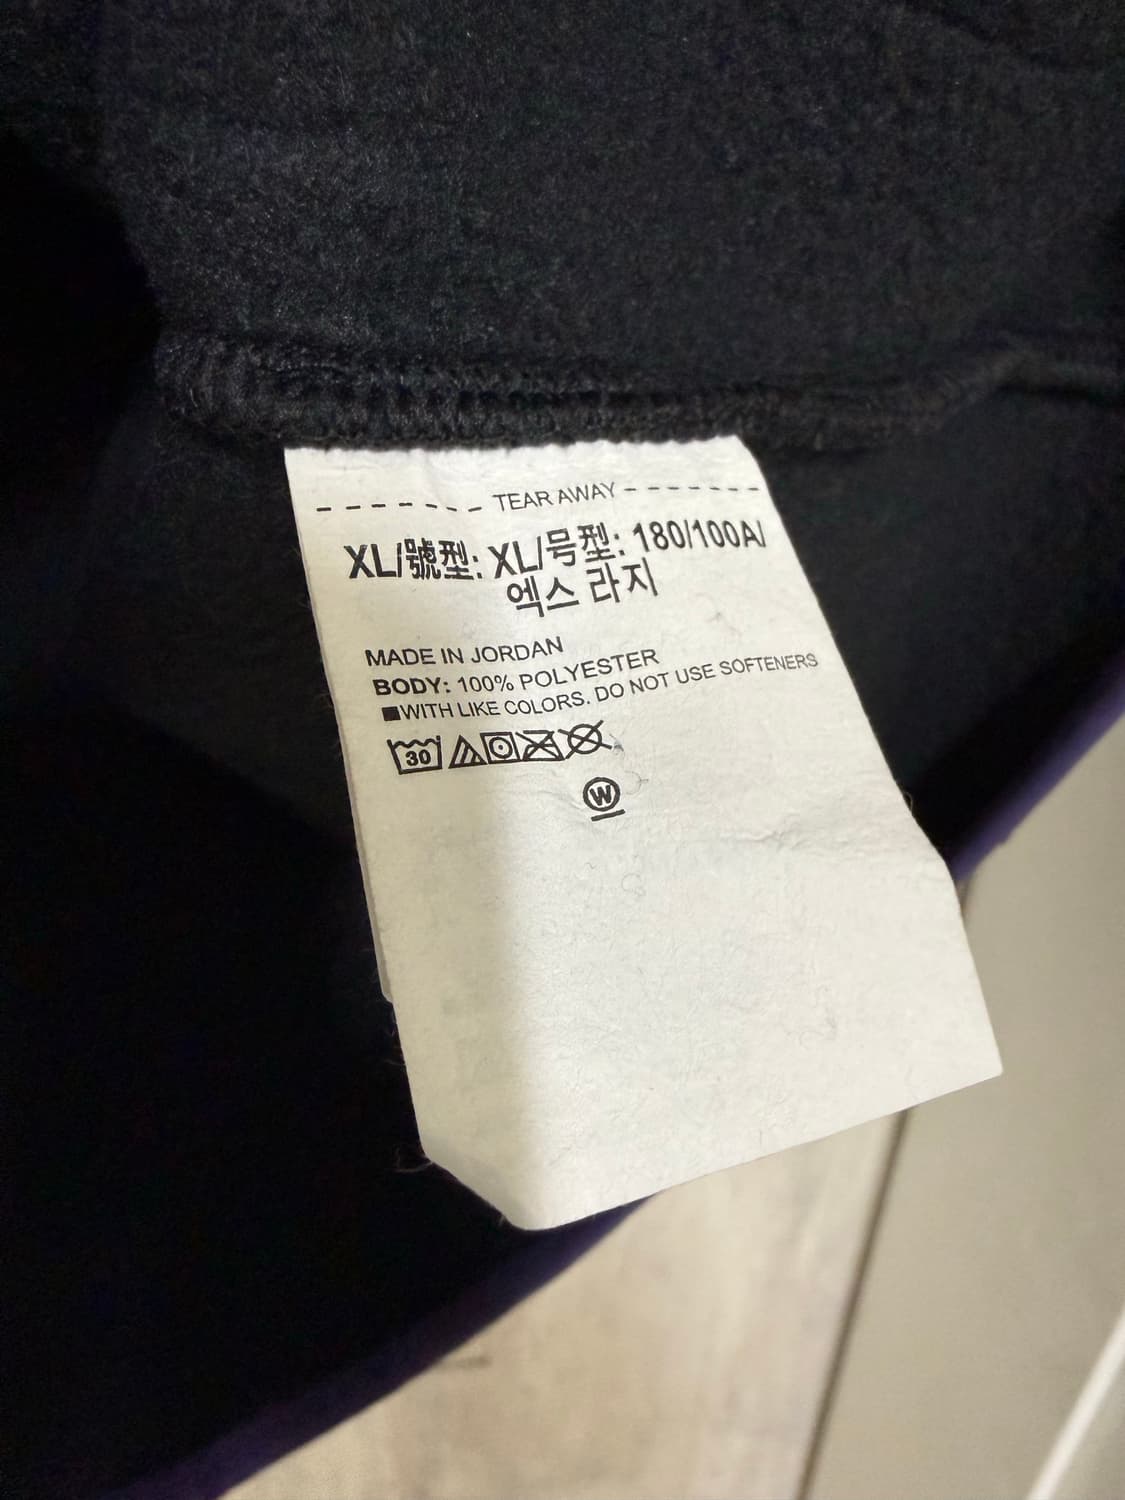 TEAR AWAY
XL/號型: XL/号型: 180/100A/
엑스 라지
MADE IN JORDAN
BODY: 100% POLYESTER
■WITH LIKE COLORS. DO NOT USE SOFTENERS
30
W